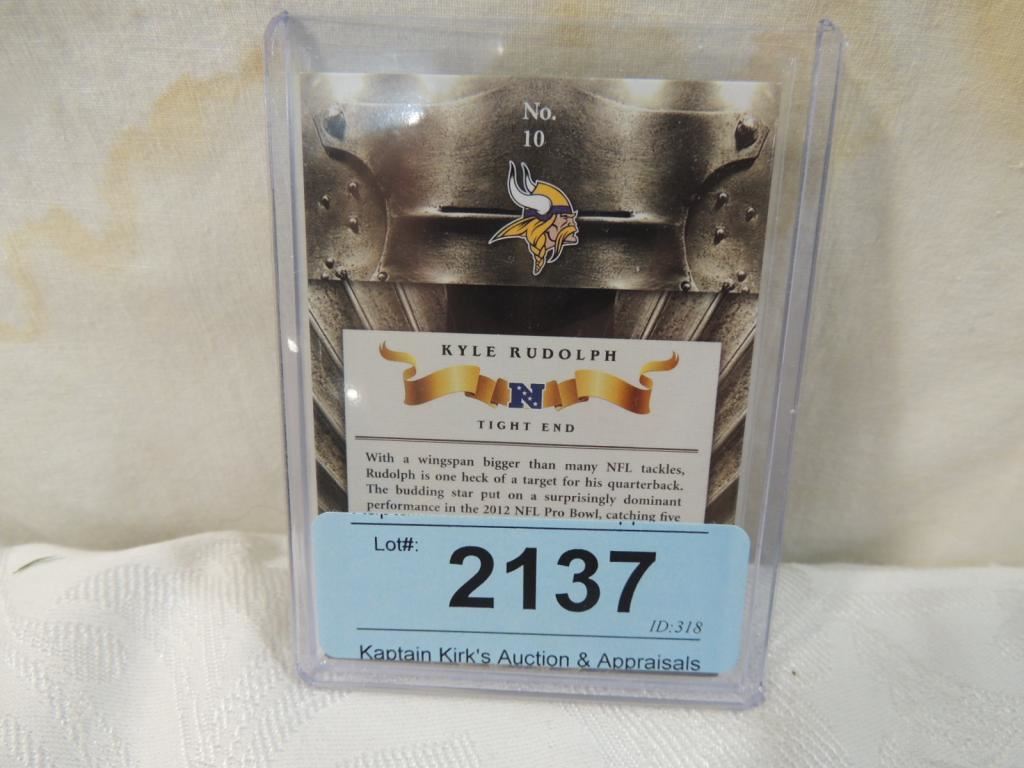 No.
10
KYLE RUDOLPH
N
TIGHT END
With a wingspan bigger than many NFL tackles,
Rudolph is one heck of a target for his quarterback.
The budding star put on a surprisingly dominant
performance in the 2012 NFL Pro Bowl, catching five
Lot#:
2137
ID:318
Kaptain Kirk's Auction & Appraisals